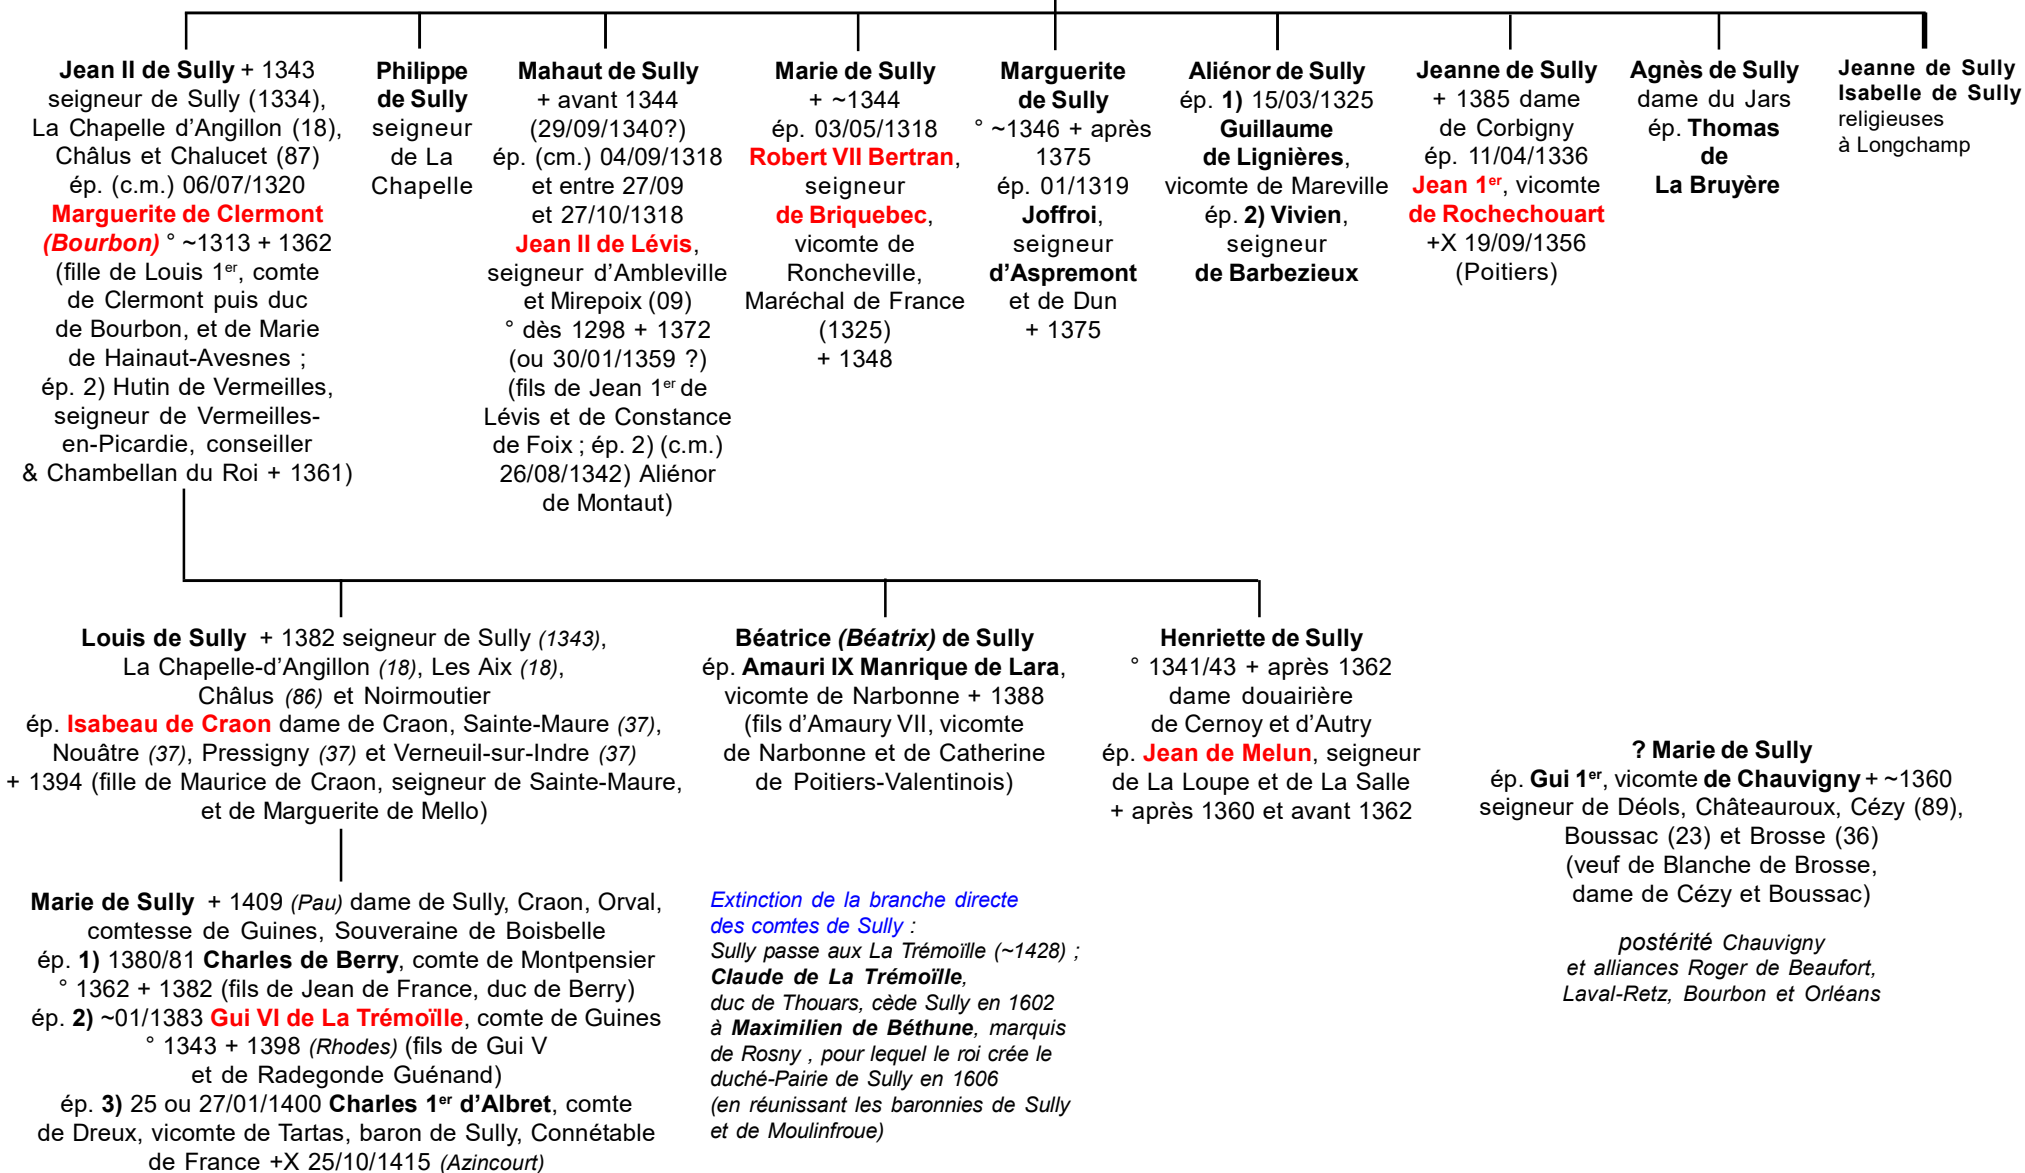 Jean II de Sully + 1343
seigneur de Sully (1334),
La Chapelle d’Angillon (18),
Châlus et Chalucet (87)
ép. (c.m.) 06/07/1320
Marguerite de Clermont
(Bourbon) ° ~1313 + 1362
(fille de Louis 1er, comte
de Clermont puis duc
de Bourbon, et de Marie
de Hainaut-Avesnes ;
ép. 2) Hutin de Vermeilles,
seigneur de Vermeilles-
en-Picardie, conseiller
& Chambellan du Roi + 1361)
Philippe
de Sully
seigneur
de La
Chapelle
Mahaut de Sully
+ avant 1344
(29/09/1340?)
ép. (cm.) 04/09/1318
et entre 27/09
et 27/10/1318
Jean II de Lévis,
seigneur d’Ambleville
et Mirepoix (09)
° dès 1298 + 1372
(ou 30/01/1359 ?)
(fils de Jean 1er de
Lévis et de Constance
de Foix ; ép. 2) (c.m.)
26/08/1342) Aliénor
de Montaut)
Marie de Sully
+ ~1344
ép. 03/05/1318
Robert VII Bertran,
seigneur
de Briquebec,
vicomte de
Roncheville,
Maréchal de France
(1325)
+ 1348
Marguerite
de Sully
° ~1346 + après
1375
ép. 01/1319
Joffroi,
seigneur
d’Aspremont
et de Dun
+ 1375
Aliénor de Sully
ép. 1) 15/03/1325
Guillaume
de Lignières,
vicomte de Mareville
ép. 2) Vivien,
seigneur
de Barbezieux
Jeanne de Sully
+ 1385 dame
de Corbigny
ép. 11/04/1336
Jean 1er, vicomte
de Rochechouart
+X 19/09/1356
(Poitiers)
Agnès de Sully
dame du Jars
ép. Thomas
de
La Bruyère
Jeanne de Sully
Isabelle de Sully
religieuses
à Longchamp
Louis de Sully + 1382 seigneur de Sully (1343),
La Chapelle-d’Angillon (18), Les Aix (18),
Châlus (86) et Noirmoutier
ép. Isabeau de Craon dame de Craon, Sainte-Maure (37),
Nouâtre (37), Pressigny (37) et Verneuil-sur-Indre (37)
+ 1394 (fille de Maurice de Craon, seigneur de Sainte-Maure,
et de Marguerite de Mello)
Béatrice (Béatrix) de Sully
ép. Amauri IX Manrique de Lara,
vicomte de Narbonne + 1388
(fils d’Amaury VII, vicomte
de Narbonne et de Catherine
de Poitiers-Valentinois)
Henriette de Sully
° 1341/43 + après 1362
dame douairière
de Cernoy et d’Autry
ép. Jean de Melun, seigneur
de La Loupe et de La Salle
+ après 1360 et avant 1362
? Marie de Sully
ép. Gui 1er, vicomte de Chauvigny + ~1360
seigneur de Déols, Châteauroux, Cézy (89),
Boussac (23) et Brosse (36)
(veuf de Blanche de Brosse,
dame de Cézy et Boussac)
postérité Chauvigny
et alliances Roger de Beaufort,
Laval-Retz, Bourbon et Orléans
Marie de Sully + 1409 (Pau) dame de Sully, Craon, Orval,
comtesse de Guines, Souveraine de Boisbelle
ép. 1) 1380/81 Charles de Berry, comte de Montpensier
° 1362 + 1382 (fils de Jean de France, duc de Berry)
ép. 2) ~01/1383 Gui VI de La Trémoïlle, comte de Guines
° 1343 + 1398 (Rhodes) (fils de Gui V
et de Radegonde Guénand)
ép. 3) 25 ou 27/01/1400 Charles 1er d’Albret, comte
de Dreux, vicomte de Tartas, baron de Sully, Connétable
de France +X 25/10/1415 (Azincourt)
Extinction de la branche directe
des comtes de Sully :
Sully passe aux La Trémoïlle (~1428) ;
Claude de La Trémoïlle,
duc de Thouars, cède Sully en 1602
à Maximilien de Béthune, marquis
de Rosny , pour lequel le roi crée le
duché-Pairie de Sully en 1606
(en réunissant les baronnies de Sully
et de Moulinfroue)